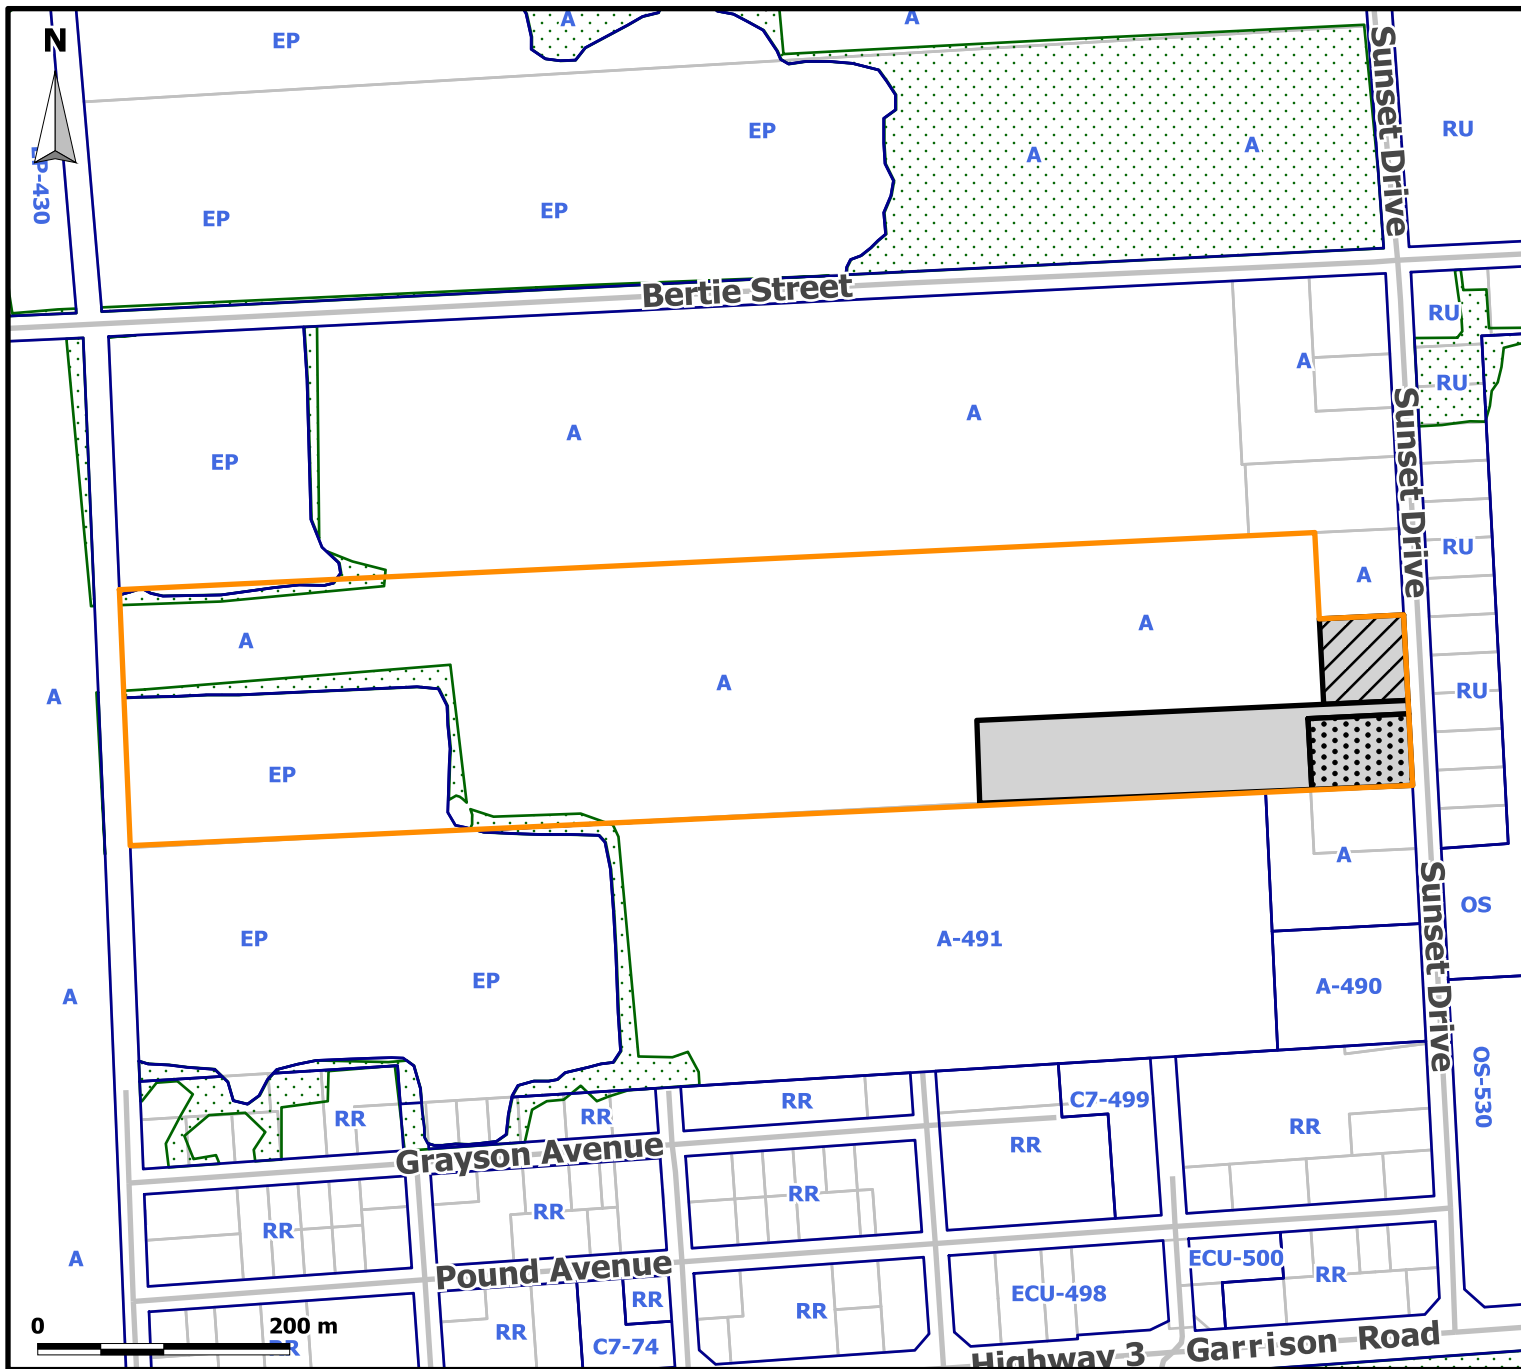 A
A
EP
N
Sunset Drive
EP
RU
A
A
EP-430
EP
EP
Bertie Street
RU
A
RU
A
A
EP
Sunset Drive
RU
A
A
A
A
A
RU
EP
A
OS
EP
A-491
EP
A-490
A
Sunset Drive
OS-530
C7-499
RR
RR
RR
RR
RR
Grayson Avenue
RR
RR
RR
A
ECU-500
Pound Avenue
RR
ECU-498
RR
RR
0
200 m
RR
RR
C7-74
Garrison Road
Highway 3